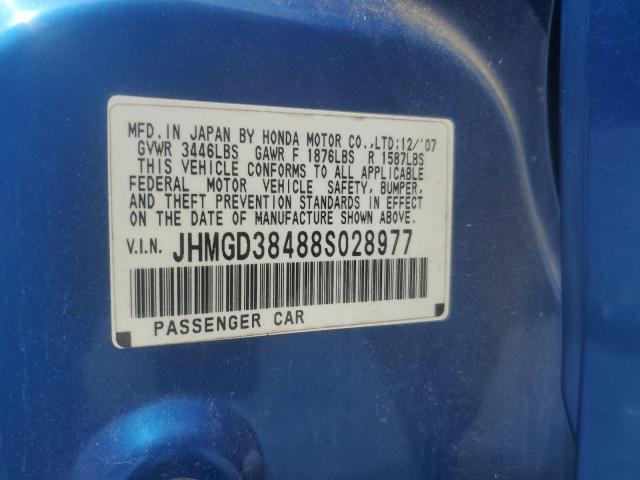 MFD.IN JAPAN BY HONDA MOTOR CO.,LTD;12/'07
GVWR 3446LBS GAWR F 1876LBS R 1587LBS
THIS VEHICLE CONFORMS TO ALL APPLICABLE
FEDERAL MOTOR VEHICLE SAFETY, BUMPER,
AND THEFT PREVENTION STANDARDS IN EFFECT
ON THE DATE OF MANUFACTURE SHOWN ABOVE.
V.I.N. JHMGD38488S028977
PASSENGER CAR